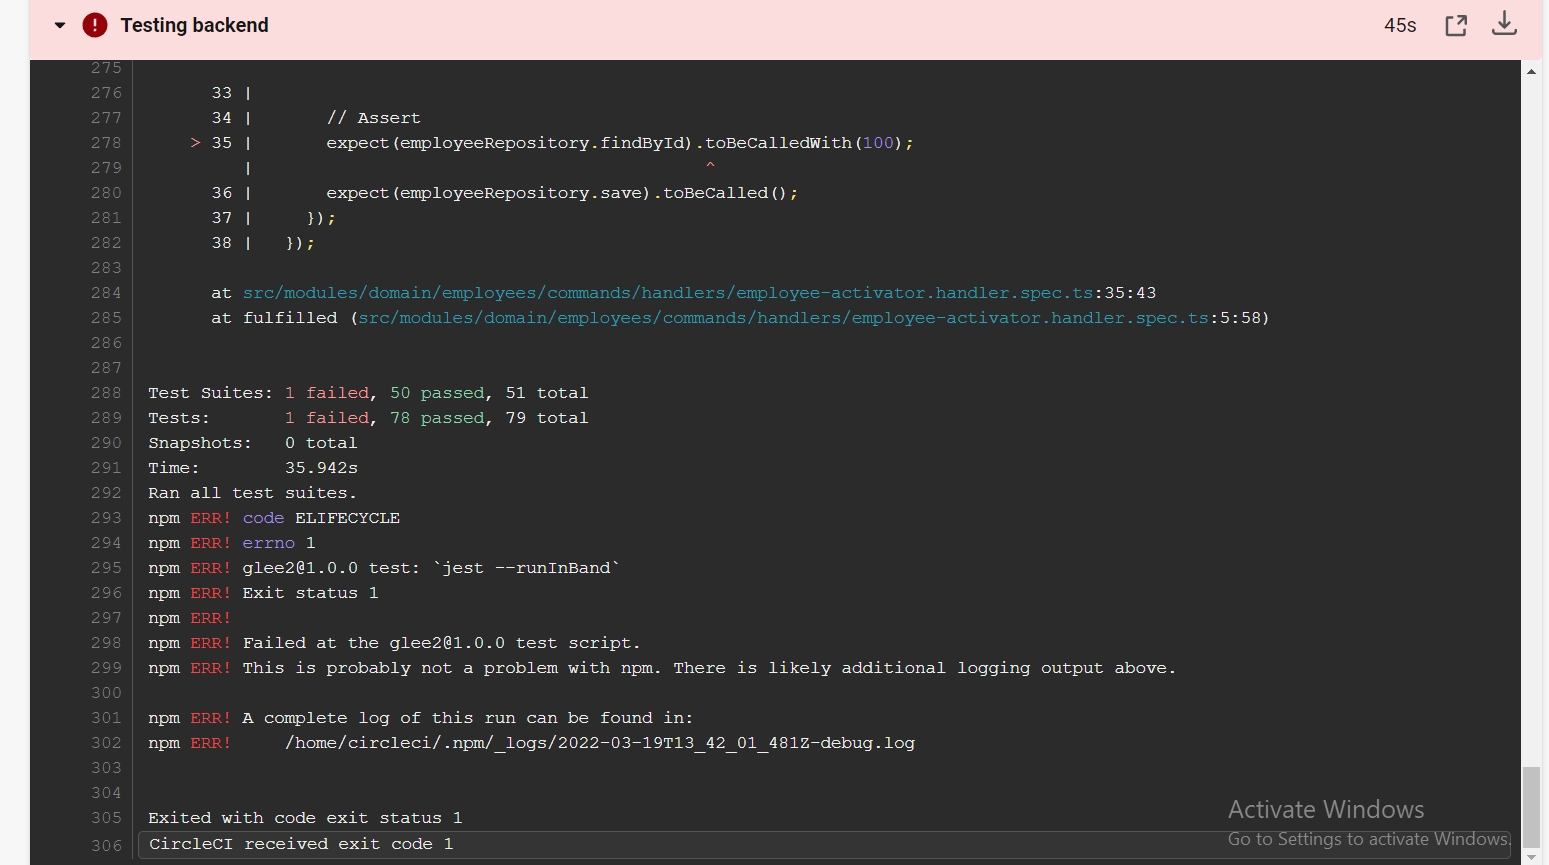 Testing backend 45s
275
276 33 |
277 34 | // Assert
278 > 35 | expect(employeeRepository.findById).toBeCalledWith(100);
279 | ^
280 36 | expect(employeeRepository.save).toBeCalled();
281 37 | });
282 38 | });
283
284 at src/modules/domain/employees/commands/handlers/employee-activator.handler.spec.ts:35:43
285 at fulfilled (src/modules/domain/employees/commands/handlers/employee-activator.handler.spec.ts:5:58)
286
287
288 Test Suites: 1 failed, 50 passed, 51 total
289 Tests: 1 failed, 78 passed, 79 total
290 Snapshots: 0 total
291 Time: 35.942s
292 Ran all test suites.
293 npm ERR! code ELIFECYCLE
294 npm ERR! errno 1
295 npm ERR! glee2@1.0.0 test: `jest --runInBand`
296 npm ERR! Exit status 1
297 npm ERR!
298 npm ERR! Failed at the glee2@1.0.0 test script.
299 npm ERR! This is probably not a problem with npm. There is likely additional logging output above.
300
301 npm ERR! A complete log of this run can be found in:
302 npm ERR! /home/circleci/.npm/_logs/2022-03-19T13_42_01_481Z-debug.log
303
304
305 Exited with code exit status 1
306 CircleCI received exit code 1
Activate Windows
Go to Settings to activate Windows.